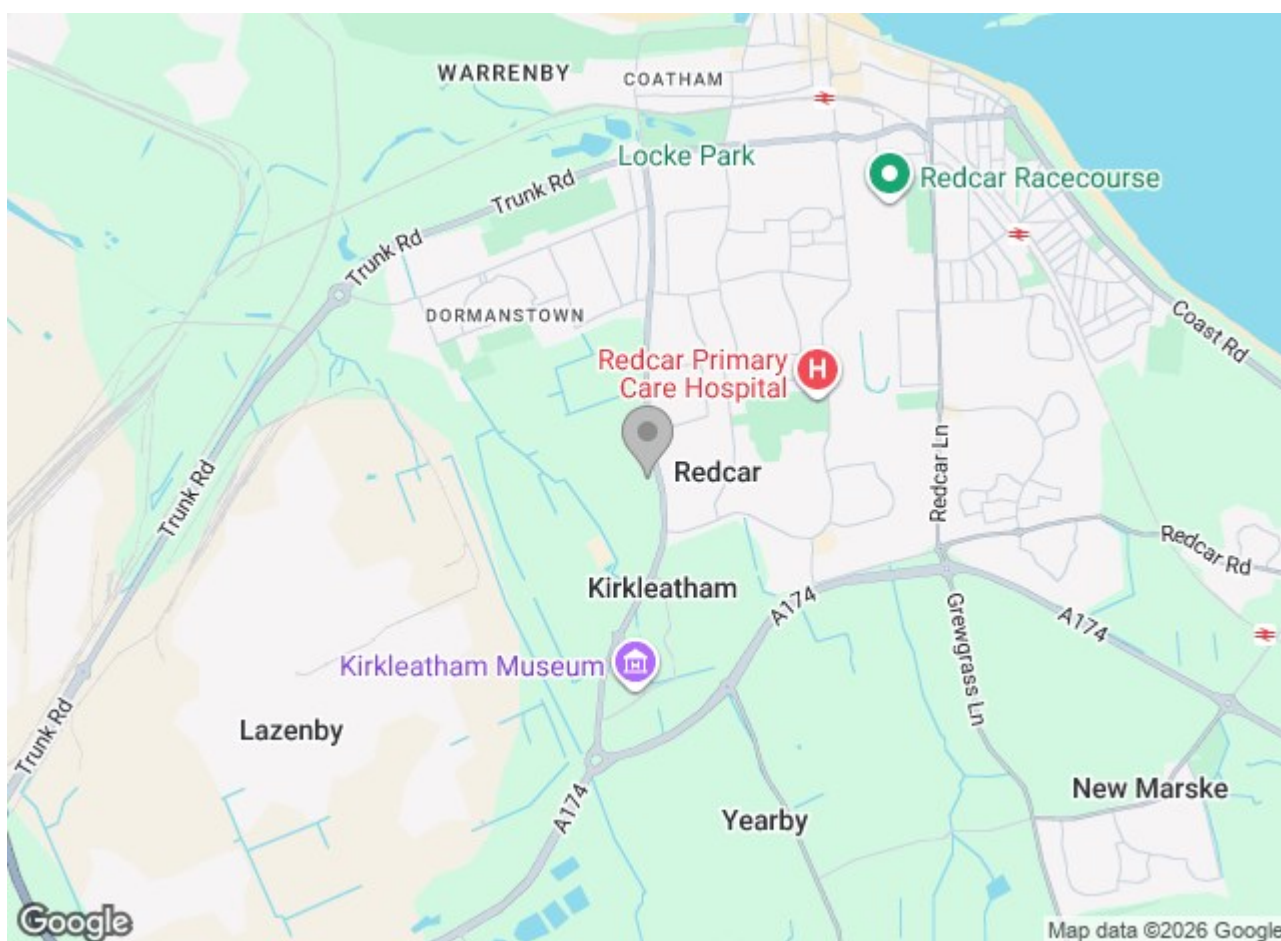 WARRENBY
COATHAM
Locke Park
Trunk Rd
Redcar Racecourse
Trunk Rd
DORMANSTOWN
Coast Rd
Redcar Primary
Care Hospital
H
Redcar
Redcar Ln
Trunk Rd
Redcar Rd
Kirkleatham
A174
A174
Grewgrass Ln
Kirkleatham Museum
Lazenby
Trunk Rd
New Marske
A174
Yearby
Google
Map data ©2026 Google